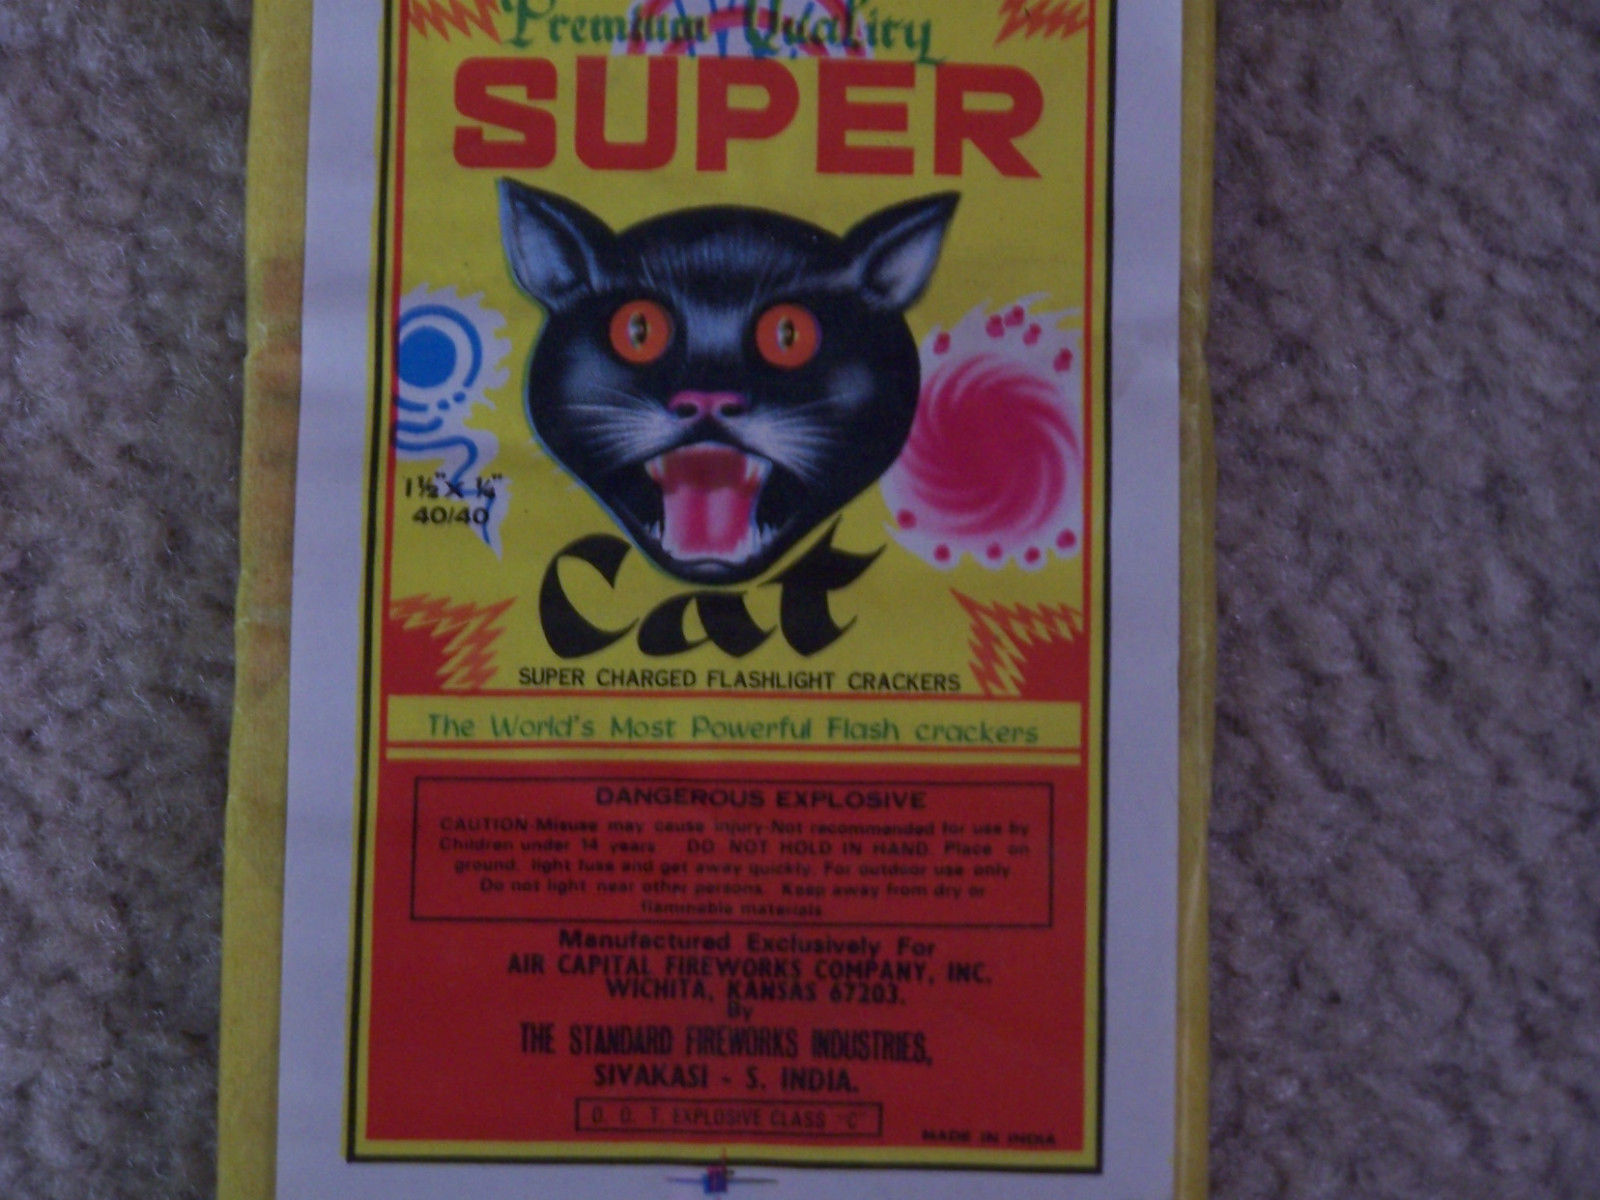 Premium Quality
SUPER
1½"X ¼"
40/40
Cat
SUPER CHARGED FLASHLIGHT CRACKERS
The World's Most Powerful Flash crackers
DANGEROUS EXPLOSIVE
CAUTION-Misuse may cause injury-Not recommended for use by
Children under 14 years DO NOT HOLD IN HAND Place on
ground, light fuse and get away quickly. For outdoor use only
Do not light near other persons. Keep away from dry or
flammable materials
Manufactured Exclusively For
AIR CAPITAL FIREWORKS COMPANY, INC.
WICHITA, KANSAS 67203.
By
THE STANDARD FIREWORKS INDUSTRIES,
SIVAKASI - S. INDIA.
D. O. T. EXPLOSIVE CLASS "C"
MADE IN INDIA